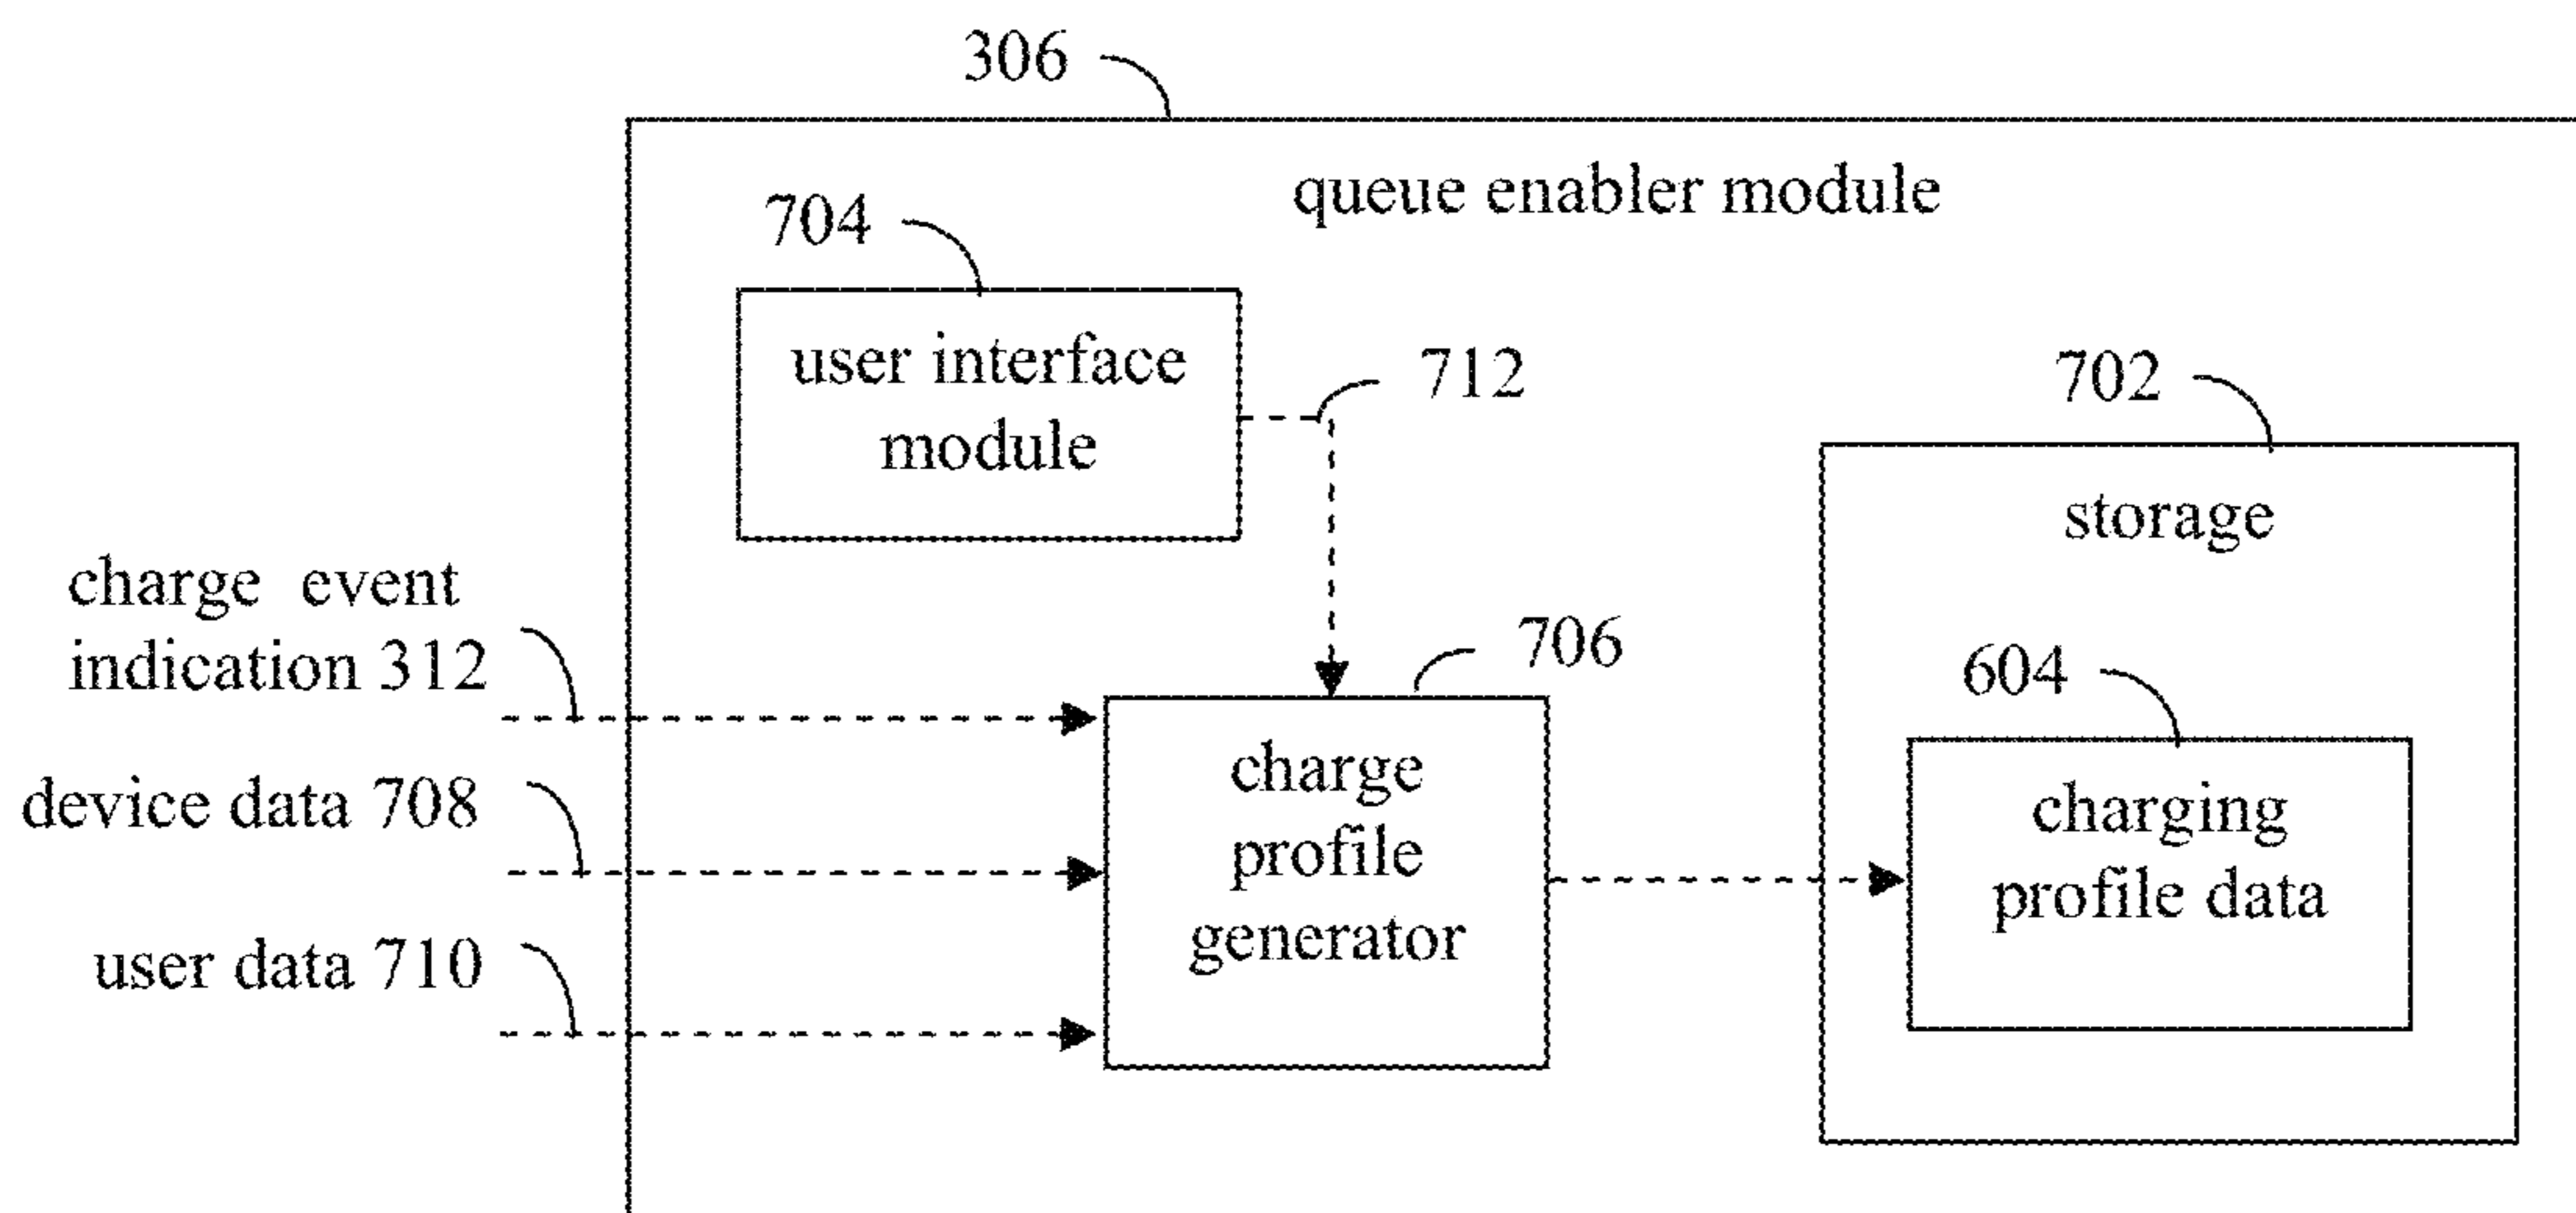 306
queue enabler module
704
user interface
module
712
702
storage
charge event
indication 312
706
604
device data 708
charge
profile
generator
charging
profile data
user data 710